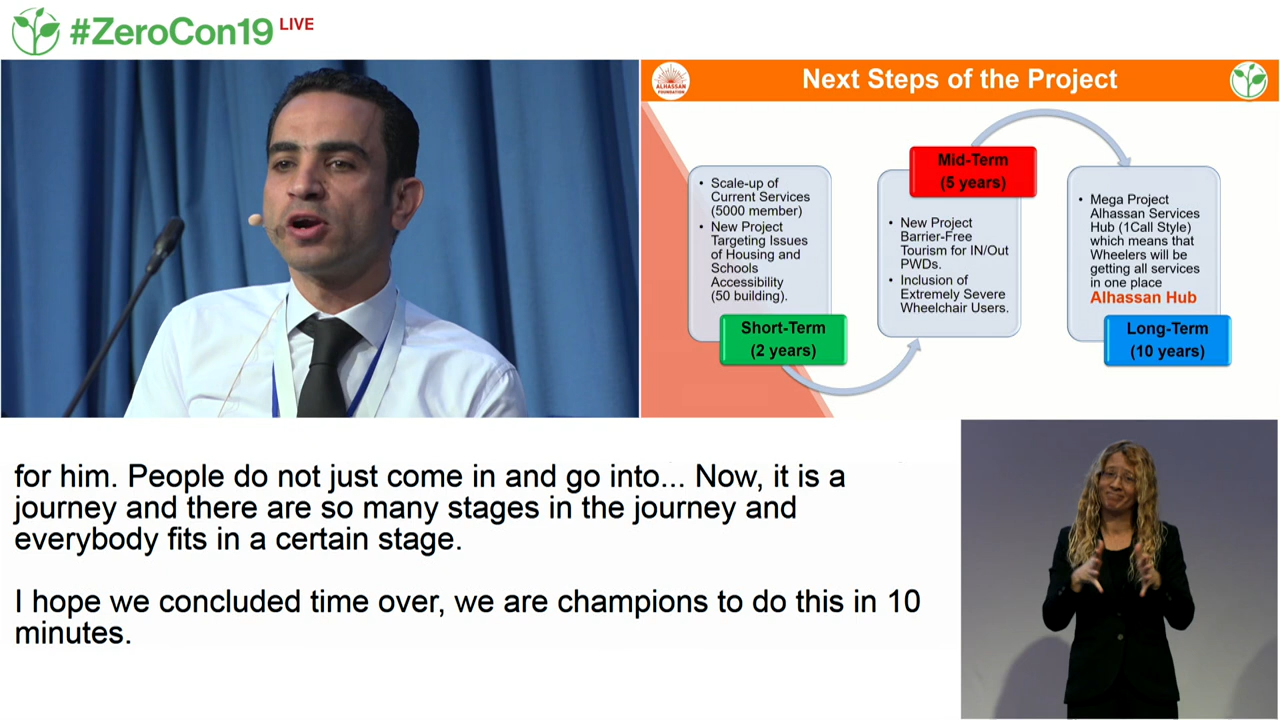 #ZeroCon19 LIVE
ALHASSAN
FOUNDATION
Next Steps of the Project
• Scale-up of
Current Services
(5000 member)
• New Project
Targeting Issues
of Housing and
Schools
Accessibility
(50 building).
Short-Term
(2 years)
Mid-Term
(5 years)
• New Project
Barrier-Free
Tourism for IN/Out
PWDs.
• Inclusion of
Extremely Severe
Wheelchair Users.
• Mega Project
Alhassan Services
Hub (1Call Style)
which means that
Wheelers will be
getting all services
in one place
Alhassan Hub
Long-Term
(10 years)
for him. People do not just come in and go into... Now, it is a
journey and there are so many stages in the journey and
everybody fits in a certain stage.
I hope we concluded time over, we are champions to do this in 10
minutes.